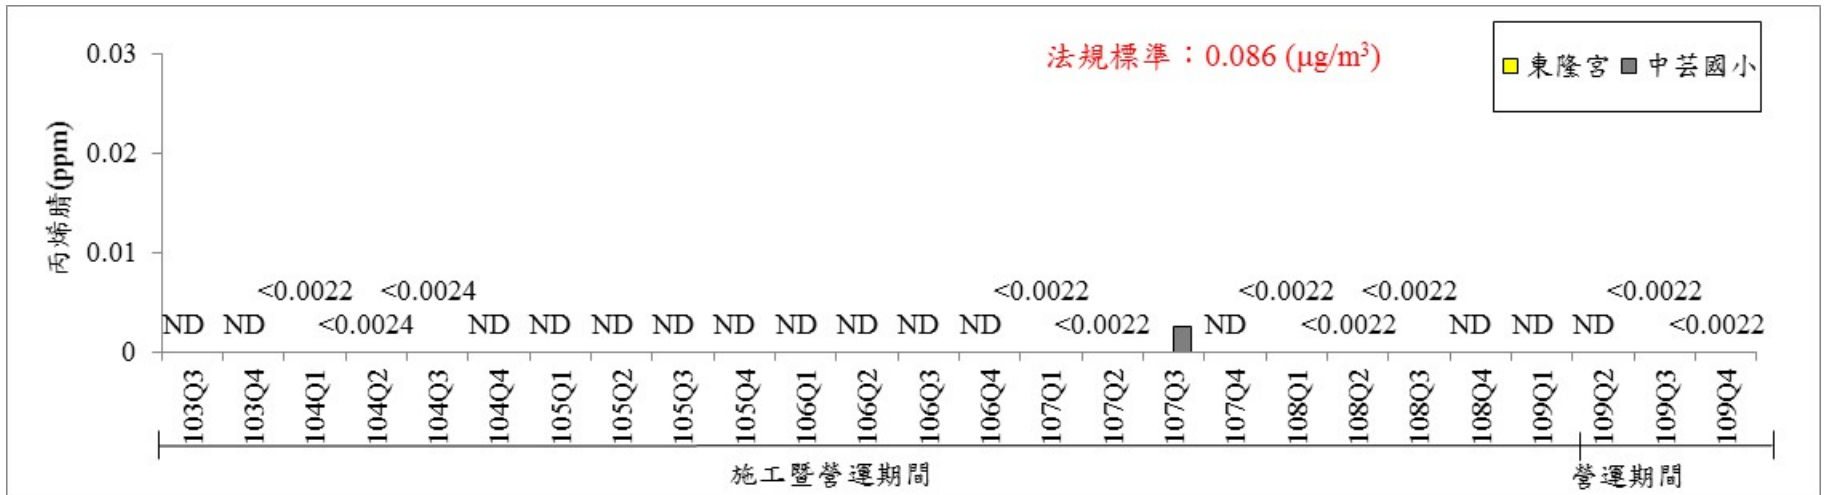 法規標準：0.086 (μg/m³)
東隆宮 中芸國小
丙烯腈(ppm)
0.03
0.02
0.01
0
<0.0022 <0.0024 <0.0022 <0.0022 <0.0022 <0.0022
ND ND <0.0024 ND ND ND ND ND ND ND ND ND <0.0022 ND <0.0022 ND ND ND <0.0022
103Q3 103Q4 104Q1 104Q2 104Q3 104Q4 105Q1 105Q2 105Q3 105Q4 106Q1 106Q2 106Q3 106Q4 107Q1 107Q2 107Q3 107Q4 108Q1 108Q2 108Q3 108Q4 109Q1 109Q2 109Q3 109Q4
施工暨營運期間 營運期間